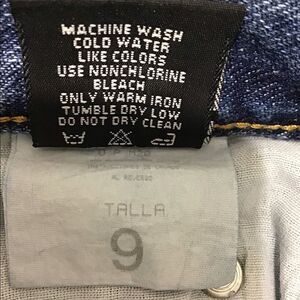 MACHINE WASH
COLD WATER
LIKE COLORS
USE NONCHLORINE
BLEACH
ONLY WARM IRON
TUMBLE DRY LOW
DO NOT DRY CLEAN
TALLA
9